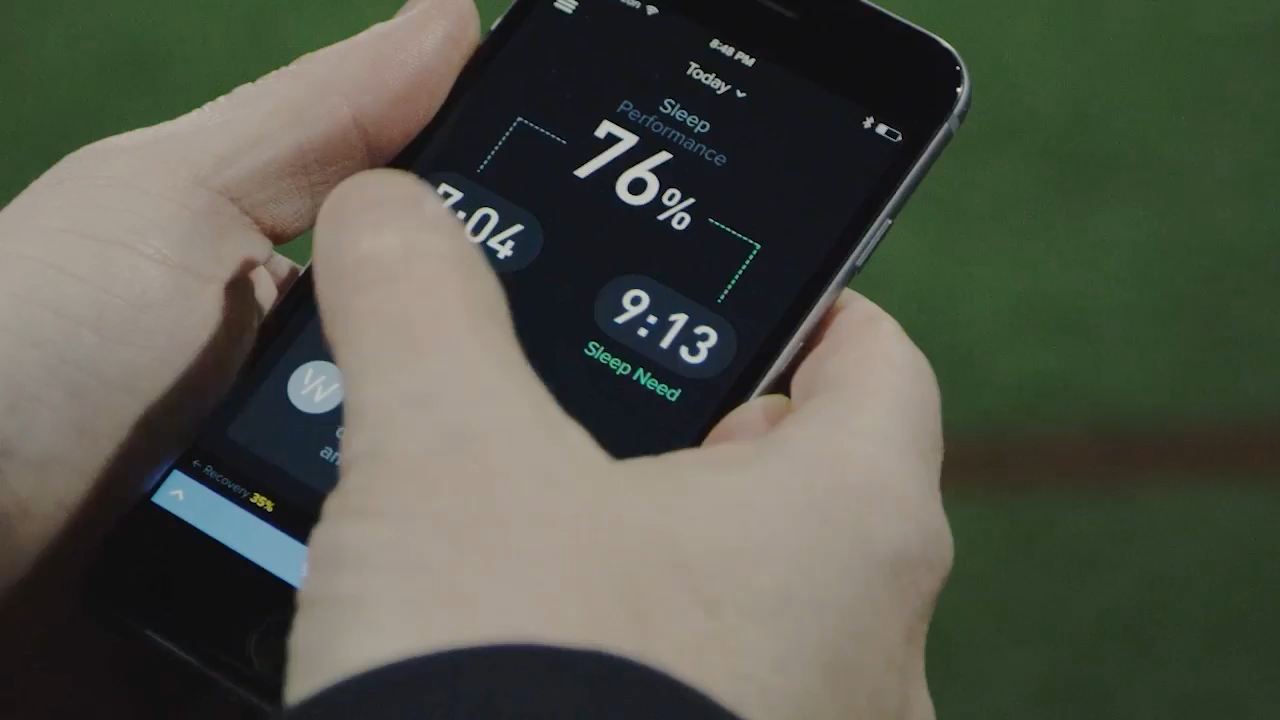 8:48 PM
Today
Sleep
Performance
76%
7:04
9:13
Sleep Need
← Recovery 35%